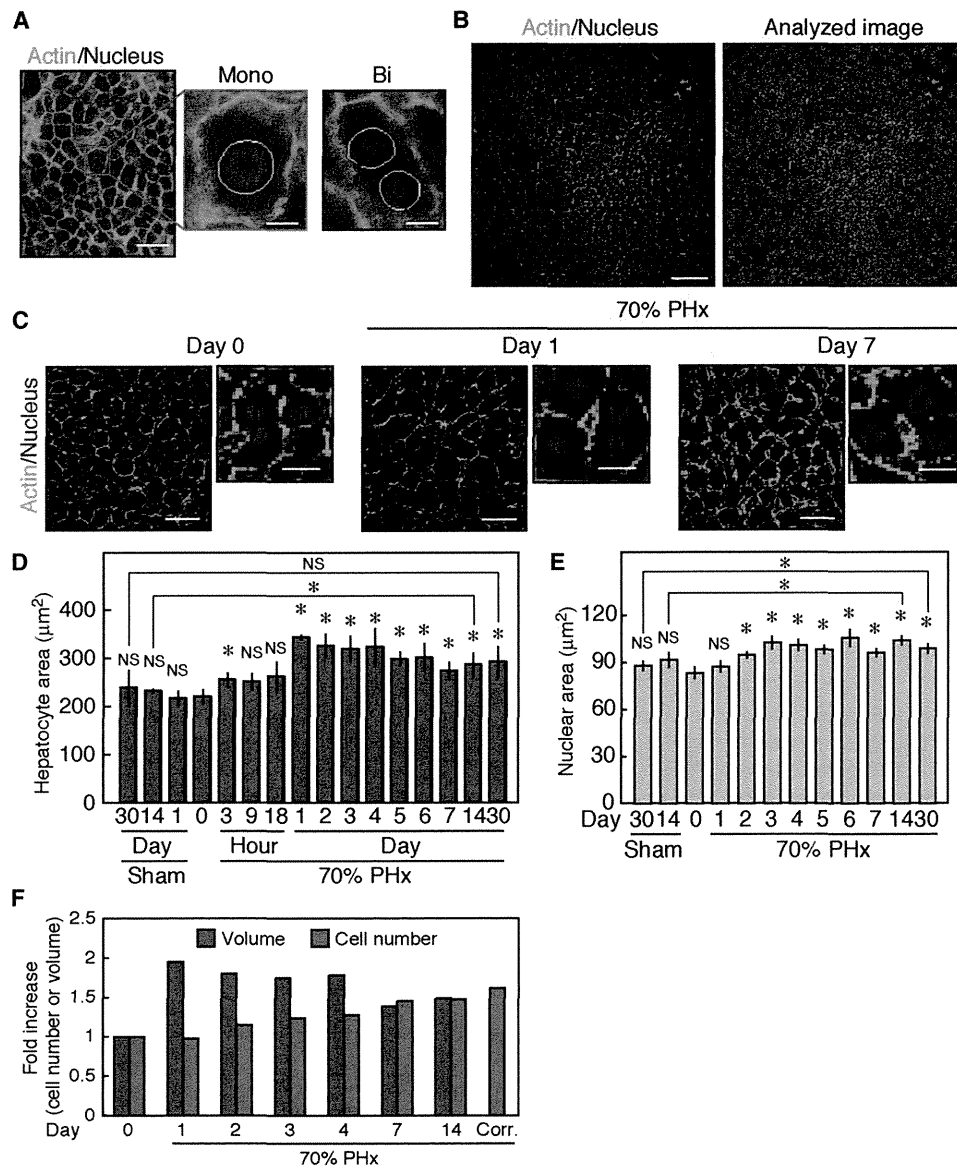 A
Actin/Nucleus
Mono
Bi
B
Actin/Nucleus
Analyzed image
C
70% PHx
Day 0
Day 1
Day 7
Actin/Nucleus
D
Hepatocyte area (μm²)
400
300
200
100
0
NS
*
NS NS NS * NS NS * * * * * * * * *
30 14 1 0 3 9 18 1 2 3 4 5 6 7 14 30
Day Hour Day
Sham 70% PHx
E
Nuclear area (μm²)
120
90
60
30
0
*
*
NS NS NS * * * * * * * *
Day 30 14 0 1 2 3 4 5 6 7 14 30
Sham 70% PHx
F
Fold increase
(cell number or volume)
2.5
2
1.5
1
0.5
0
Volume Cell number
Day 0 1 2 3 4 7 14 Corr.
70% PHx